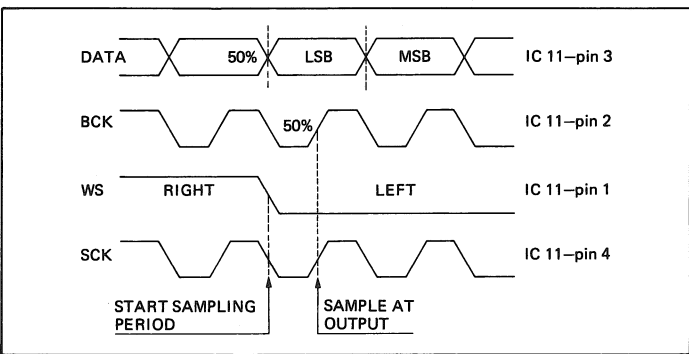 DATA 50% LSB MSB IC 11–pin 3
BCK 50% IC 11–pin 2
WS RIGHT LEFT IC 11–pin 1
SCK IC 11–pin 4
START SAMPLING
PERIOD
SAMPLE AT
OUTPUT